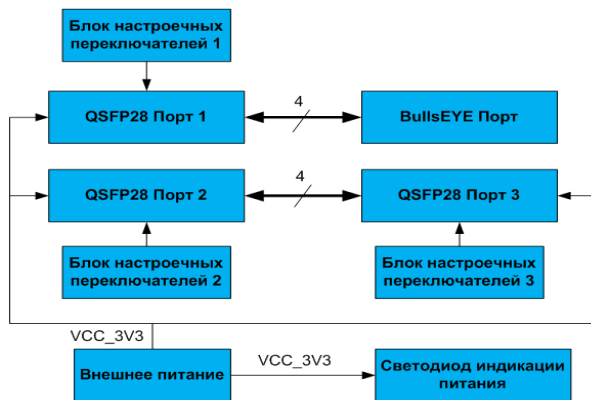 Блок настроечных
переключателей 1
QSFP28 Порт 1
4
BullsEYE Порт
QSFP28 Порт 2
4
QSFP28 Порт 3
Блок настроечных
переключателей 2
Блок настроечных
переключателей 3
VCC_3V3
Внешнее питание
VCC_3V3
Светодиод индикации
питания